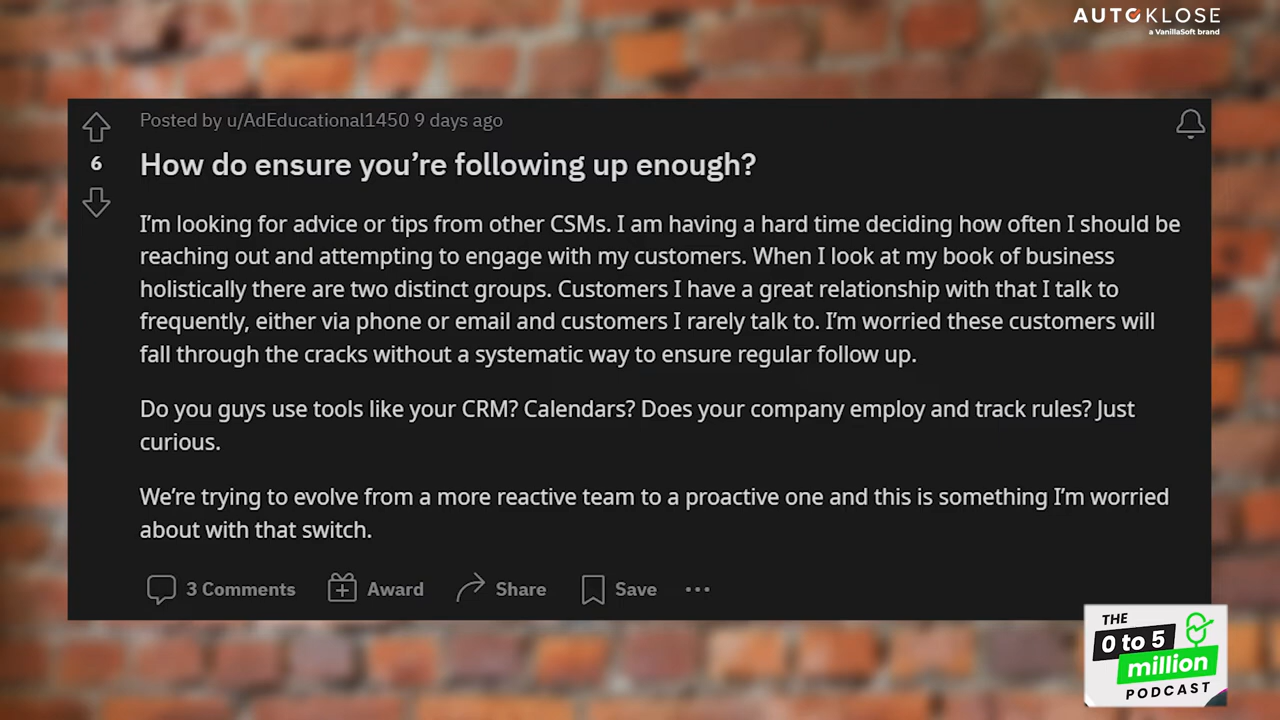 AUTOKLOSE
a VanillaSoft brand
Posted by u/AdEducational1450 9 days ago
6
How do ensure you’re following up enough?
I’m looking for advice or tips from other CSMs. I am having a hard time deciding how often I should be
reaching out and attempting to engage with my customers. When I look at my book of business
holistically there are two distinct groups. Customers I have a great relationship with that I talk to
frequently, either via phone or email and customers I rarely talk to. I’m worried these customers will
fall through the cracks without a systematic way to ensure regular follow up.
Do you guys use tools like your CRM? Calendars? Does your company employ and track rules? Just
curious.
We’re trying to evolve from a more reactive team to a proactive one and this is something I’m worried
about with that switch.
3 Comments Award Share Save
THE
0 to 5
million
PODCAST